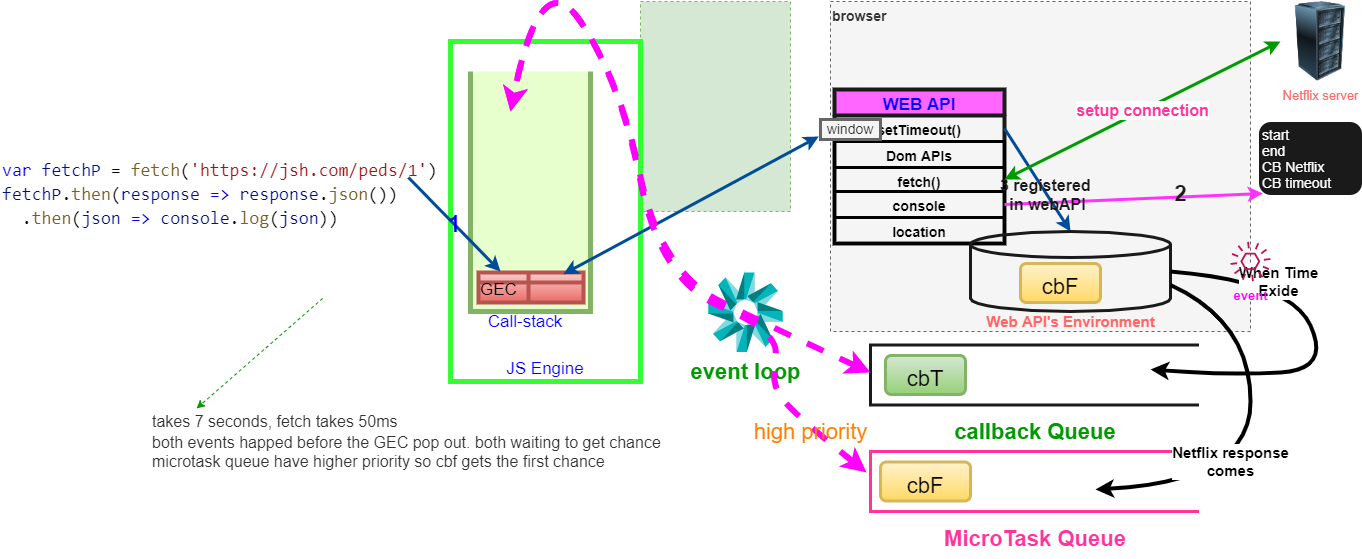 browser
Netflix server
WEB API
window
setTimeout()
Dom APIs
fetch()
console
location
setup connection
start
end
CB Netflix
CB timeout
var fetchP = fetch('https://jsh.com/peds/1')
fetchP.then(response => response.json())
.then(json => console.log(json))
1
2
s registered
in webAPI
GEC
Call-stack
JS Engine
cbF
Web API's Environment
event
When Time
Exide
event loop
cbT
callback Queue
high priority
takes 7 seconds, fetch takes 50ms
both events happed before the GEC pop out. both waiting to get chance
microtask queue have higher priority so cbf gets the first chance
Netflix response
comes
cbF
MicroTask Queue